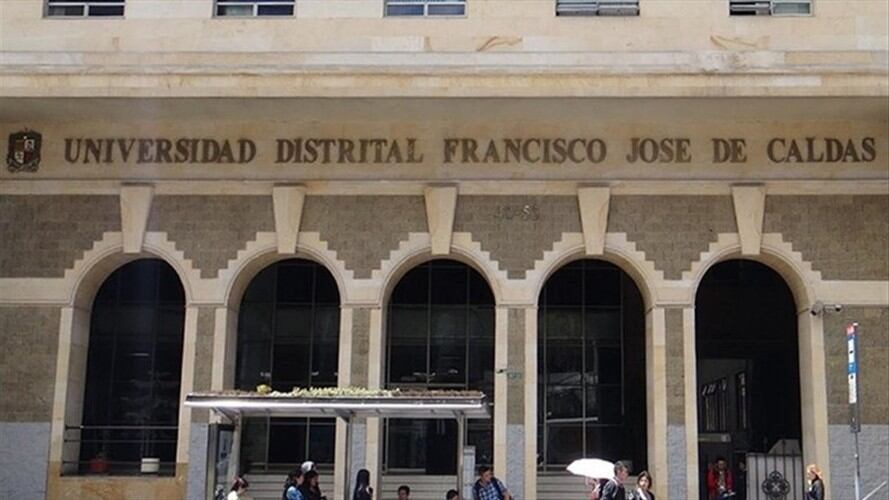 UNIVERSIDAD DISTRITAL FRANCISCO JOSE DE CALDAS